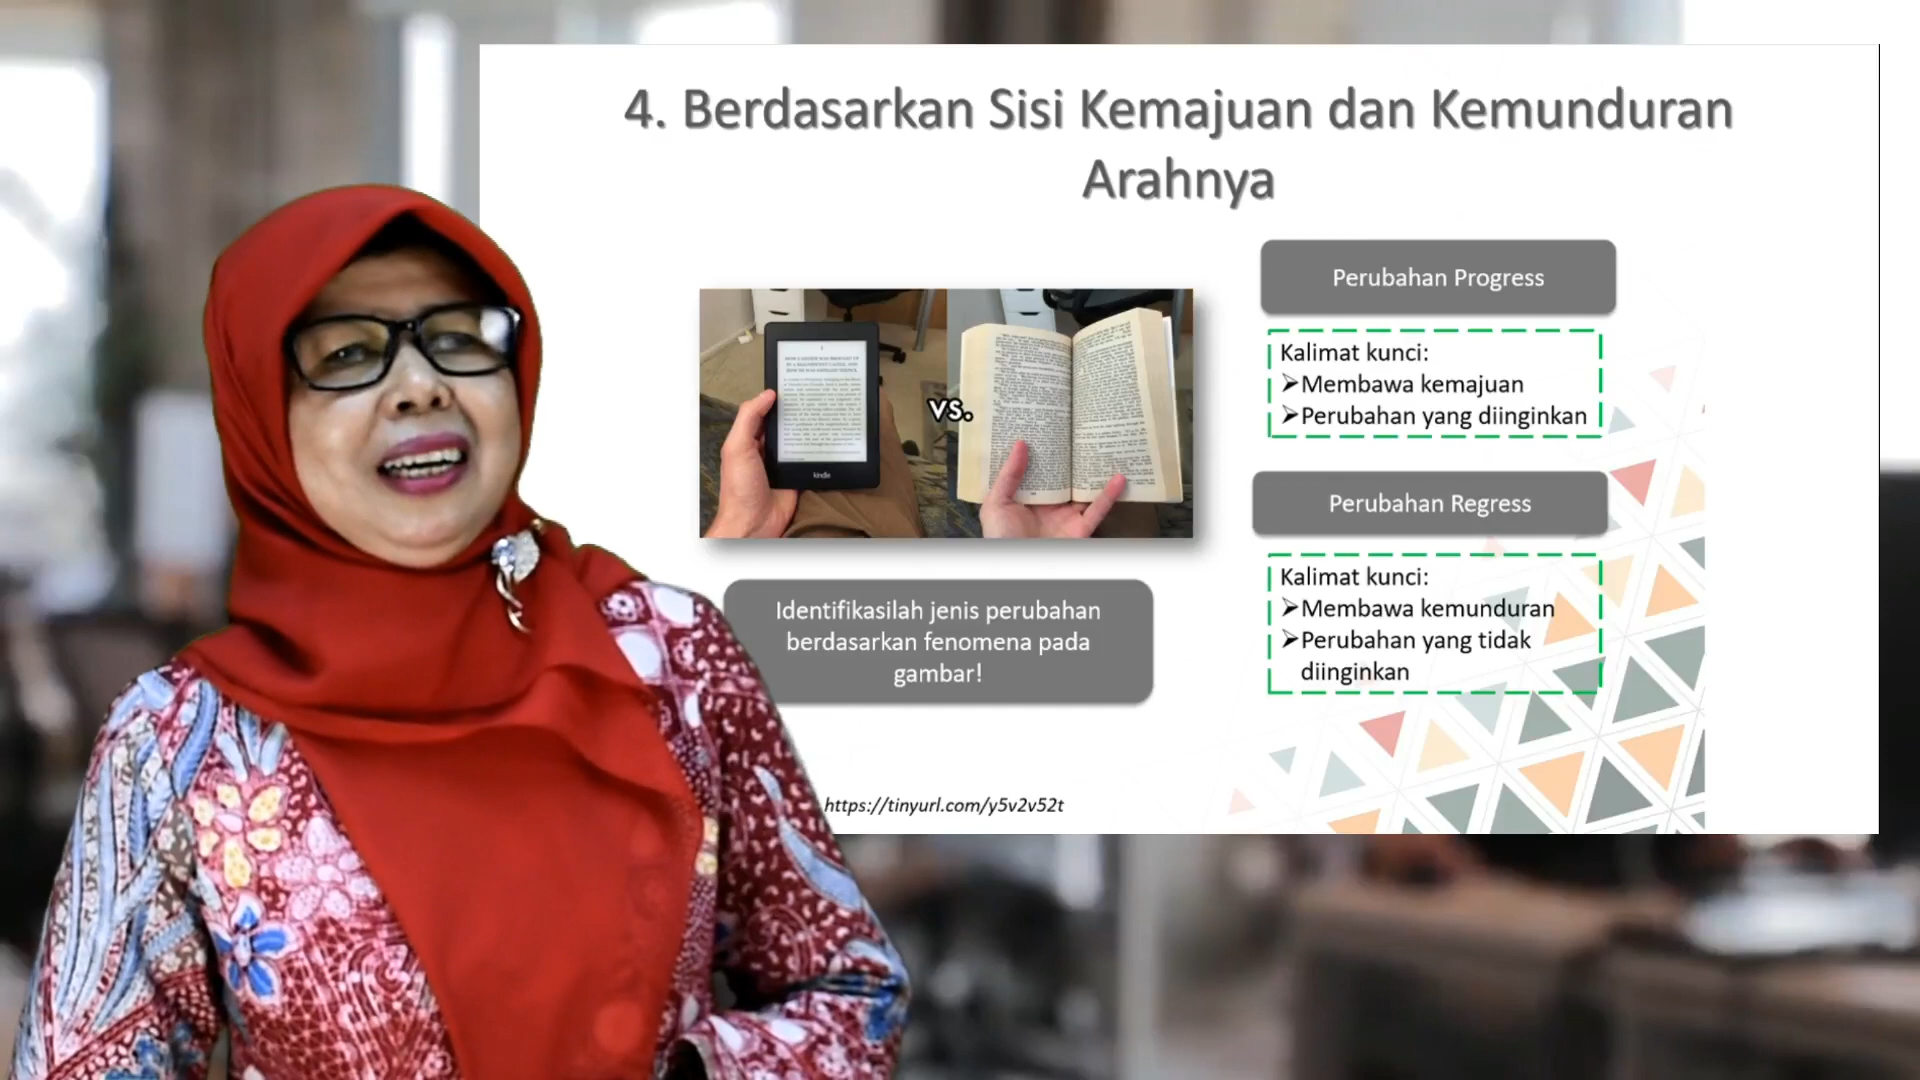 4. Berdasarkan Sisi Kemajuan dan Kemunduran
Arahnya
kindle
vs.
Identifikasilah jenis perubahan
berdasarkan fenomena pada
gambar!
https://tinyurl.com/y5v2v52t
Perubahan Progress
Kalimat kunci:
➢Membawa kemajuan
➢Perubahan yang diinginkan
Perubahan Regress
Kalimat kunci:
➢Membawa kemunduran
➢Perubahan yang tidak
diinginkan